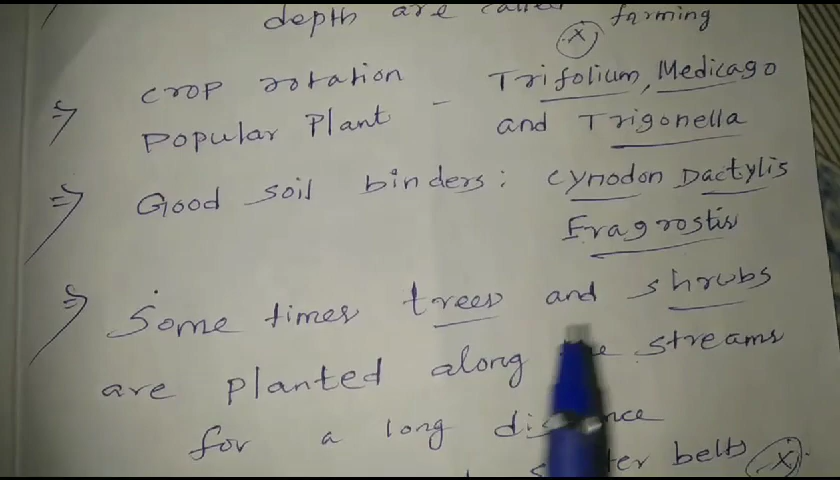 depth are called farming
(x)
⇒ crop rotation - Trifolium, Medicago
popular plant and Trigonella
⇒ Good soil binders: cynodon Dactylis
Eragrostis
⇒ Some times trees and shrubs
are planted along streams
for a long
belts (x)